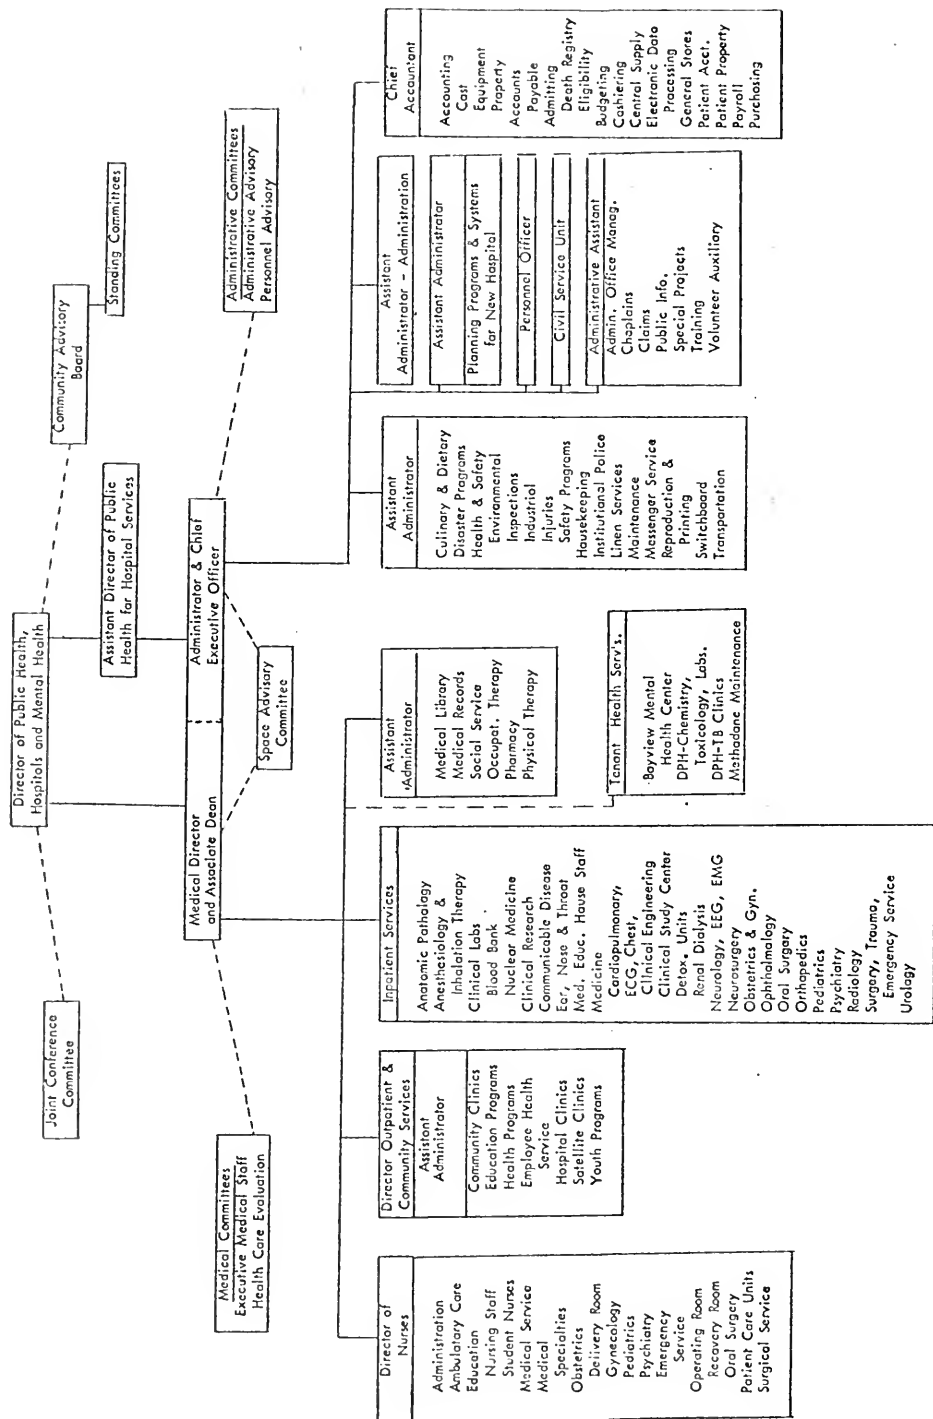 Director of Public Health,
Hospitals and Mental Health
Joint Conference
Committee
Community Advisory
Board
Standing Committees
Assistant Director of Public
Health for Hospital Services
Medical Director
and Associate Dean
Administrator & Chief
Executive Officer
Space Advisory
Committee
Medical Committees
Executive Medical Staff
Health Care Evaluation
Administrative Committees
Administrative Advisory
Personnel Advisory
Director of
Nurses
Administration
Ambulatory Care
Education
Nursing Staff
Student Nurses
Medical Service
Medical
Specialties
Obstetrics
Delivery Room
Gynecology
Pediatrics
Psychiatry
Emergency
Service
Operating Room
Recovery Room
Oral Surgery
Patient Care Units
Surgical Service
Director Outpatient &
Community Services
Assistant
Administrator
Community Clinics
Education Programs
Health Programs
Employee Health
Service
Hospital Clinics
Satellite Clinics
Youth Programs
Inpatient Services
Anatomic Pathology
Anesthesiology &
Inhalation Therapy
Clinical Labs
Blood Bank
Nuclear Medicine
Clinical Research
Communicable Disease
Ear, Nose & Throat
Med. Educ. House Staff
Medicine
Cardiopulmonary,
ECG, Chest,
Clinical Engineering
Clinical Study Center
Detox. Units
Renal Dialysis
Neurology, EEG, EMG
Neurosurgery
Obstetrics & Gyn.
Ophthalmology
Oral Surgery
Orthopedics
Pediatrics
Psychiatry
Radiology
Surgery, Trauma,
Emergency Service
Urology
Assistant
Administrator
Medical Library
Medical Records
Social Service
Occupat. Therapy
Pharmacy
Physical Therapy
Tenant Health Serv's.
Bayview Mental
Health Center
DPH-Chemistry,
Toxicology, Labs.
DPH-TB Clinics
Methadone Maintenance
Assistant
Administrator
Culinary & Dietary
Disaster Programs
Health & Safety
Environmental
Inspections
Industrial
Injuries
Safety Programs
Housekeeping
Institutional Police
Linen Services
Maintenance
Messenger Service
Reproduction &
Printing
Switchboard
Transportation
Assistant
Administrator - Administration
Assistant Administrator
Planning Programs & Systems
for New Hospital
Personnel Officer
Civil Service Unit
Administrative Assistant
Admin. Office Manag.
Chaplains
Claims
Public Info.
Special Projects
Training
Volunteer Auxiliary
Chief
Accountant
Accounting
Cost
Equipment
Property
Accounts
Payable
Admitting
Death Registry
Eligibility
Budgeting
Cashiering
Central Supply
Electronic Data
Processing
General Stores
Patient Acct.
Patient Property
Payroll
Purchasing